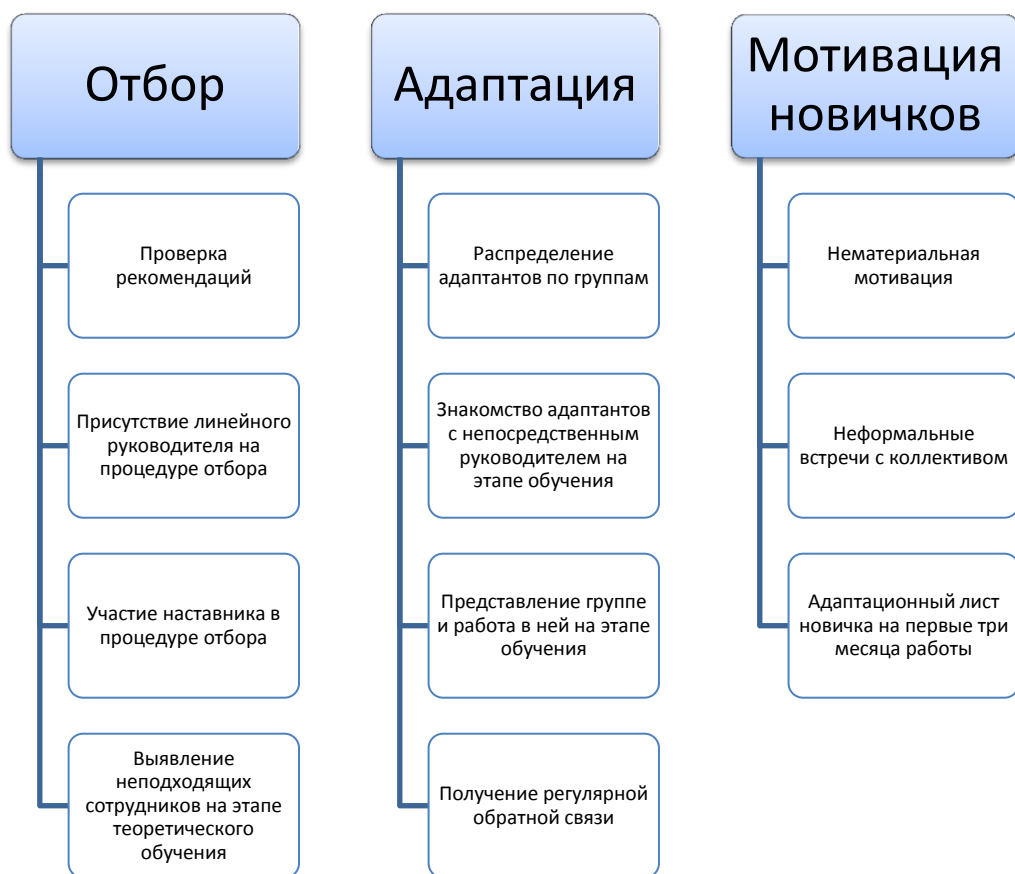 Отбор
Проверка
рекомендаций
Присутствие линейного
руководителя на
процедуре отбора
Участие наставника в
процедуре отбора
Выявление
неподходящих
сотрудников на этапе
теоретического
обучения
Адаптация
Распределение
адаптантов по группам
Знакомство адаптантов
с непосредственным
руководителем на
этапе обучения
Представление группе
и работа в ней на этапе
обучения
Получение регулярной
обратной связи
Мотивация
новичков
Нематериальная
мотивация
Неформальные
встречи с коллективом
Адаптационный лист
новичка на первые три
месяца работы